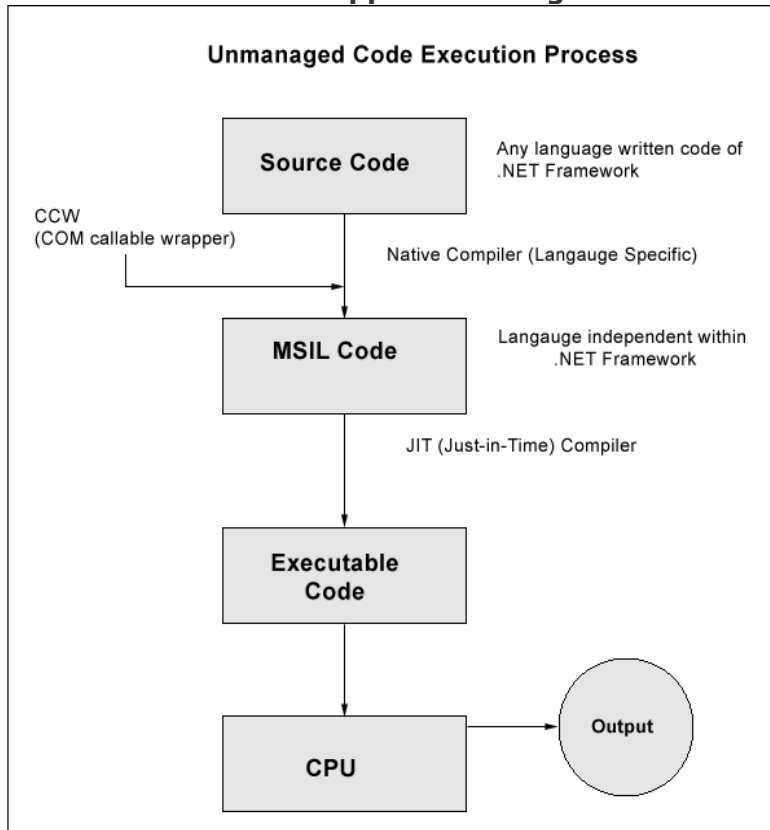 Unmanaged Code Execution Process
Source Code
Any language written code of
.NET Framework
CCW
(COM callable wrapper)
Native Compiler (Langauge Specific)
MSIL Code
Langauge independent within
.NET Framework
JIT (Just-in-Time) Compiler
Executable
Code
CPU
Output